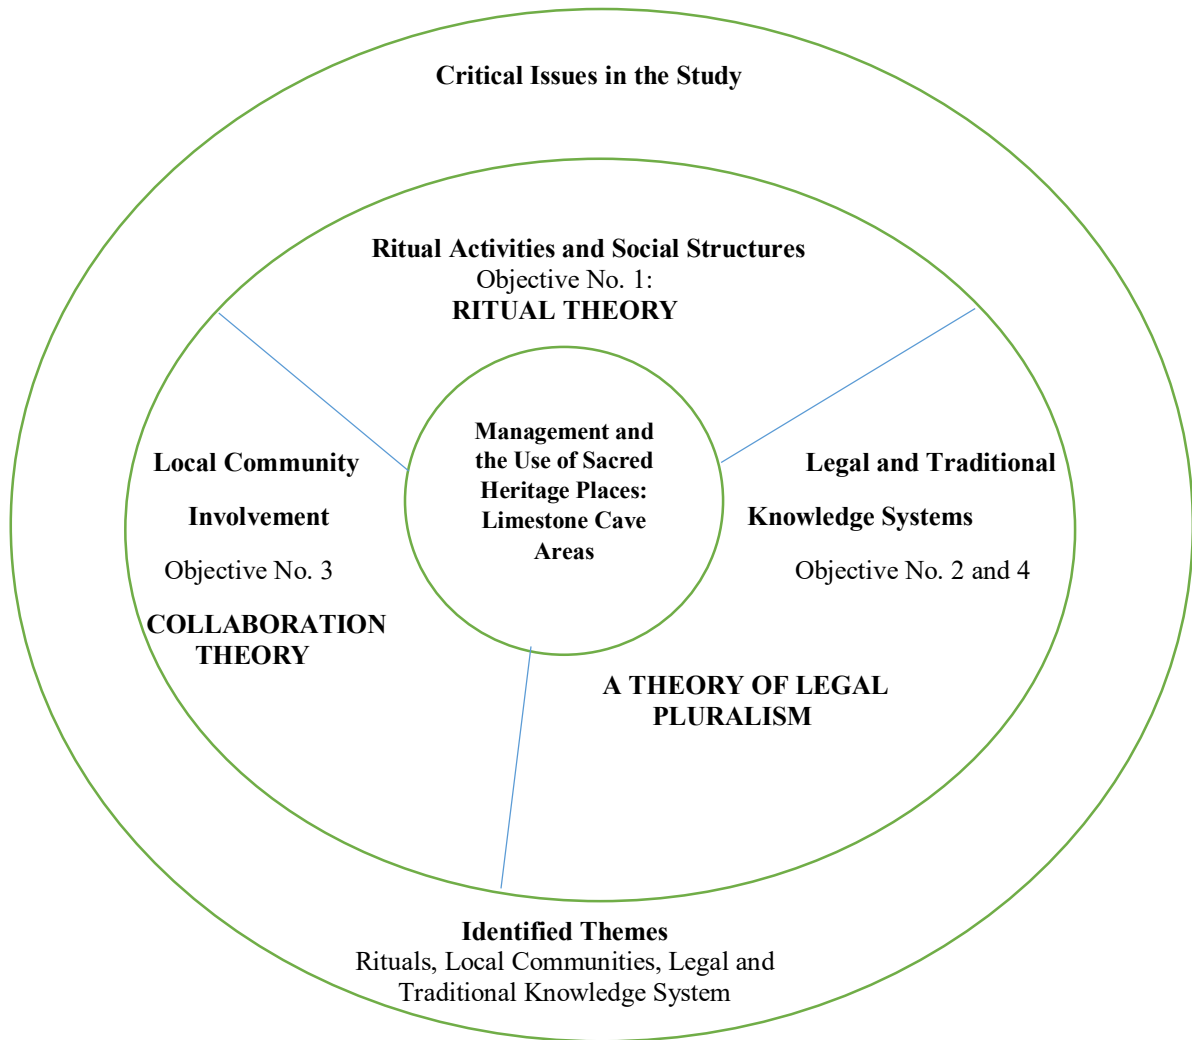 Critical Issues in the Study
Ritual Activities and Social Structures
Objective No. 1:
RITUAL THEORY
Management and
the Use of Sacred
Heritage Places:
Limestone Cave
Areas
Local Community
Involvement
Objective No. 3
COLLABORATION
THEORY
Legal and Traditional
Knowledge Systems
Objective No. 2 and 4
A THEORY OF LEGAL
PLURALISM
Identified Themes
Rituals, Local Communities, Legal and
Traditional Knowledge System